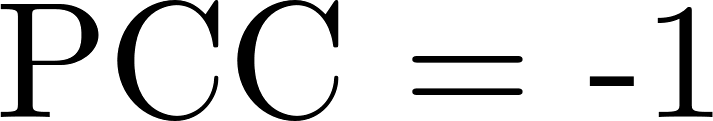 PCC = -1